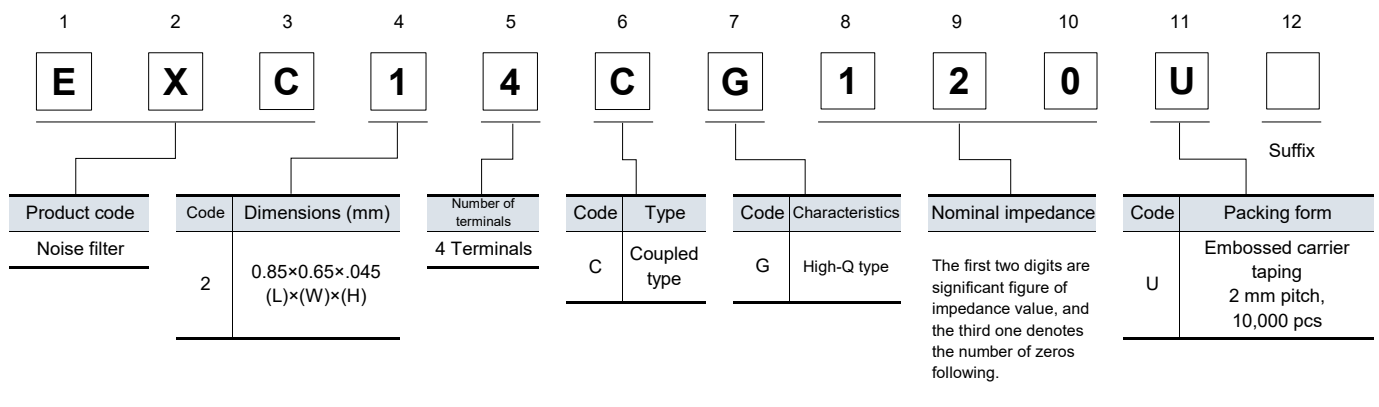 1 2 3 4 5 6 7 8 9 10 11 12
E X C 1 4 C G 1 2 0 U
Suffix
Product code
Noise filter
Code Dimensions (mm)
2 0.85×0.65×.045
(L)×(W)×(H)
Number of
terminals
4 Terminals
Code Type
C Coupled
type
Code Characteristics
G High-Q type
Nominal impedance
The first two digits are
significant figure of
impedance value, and
the third one denotes
the number of zeros
following.
Code Packing form
U Embossed carrier
taping
2 mm pitch,
10,000 pcs